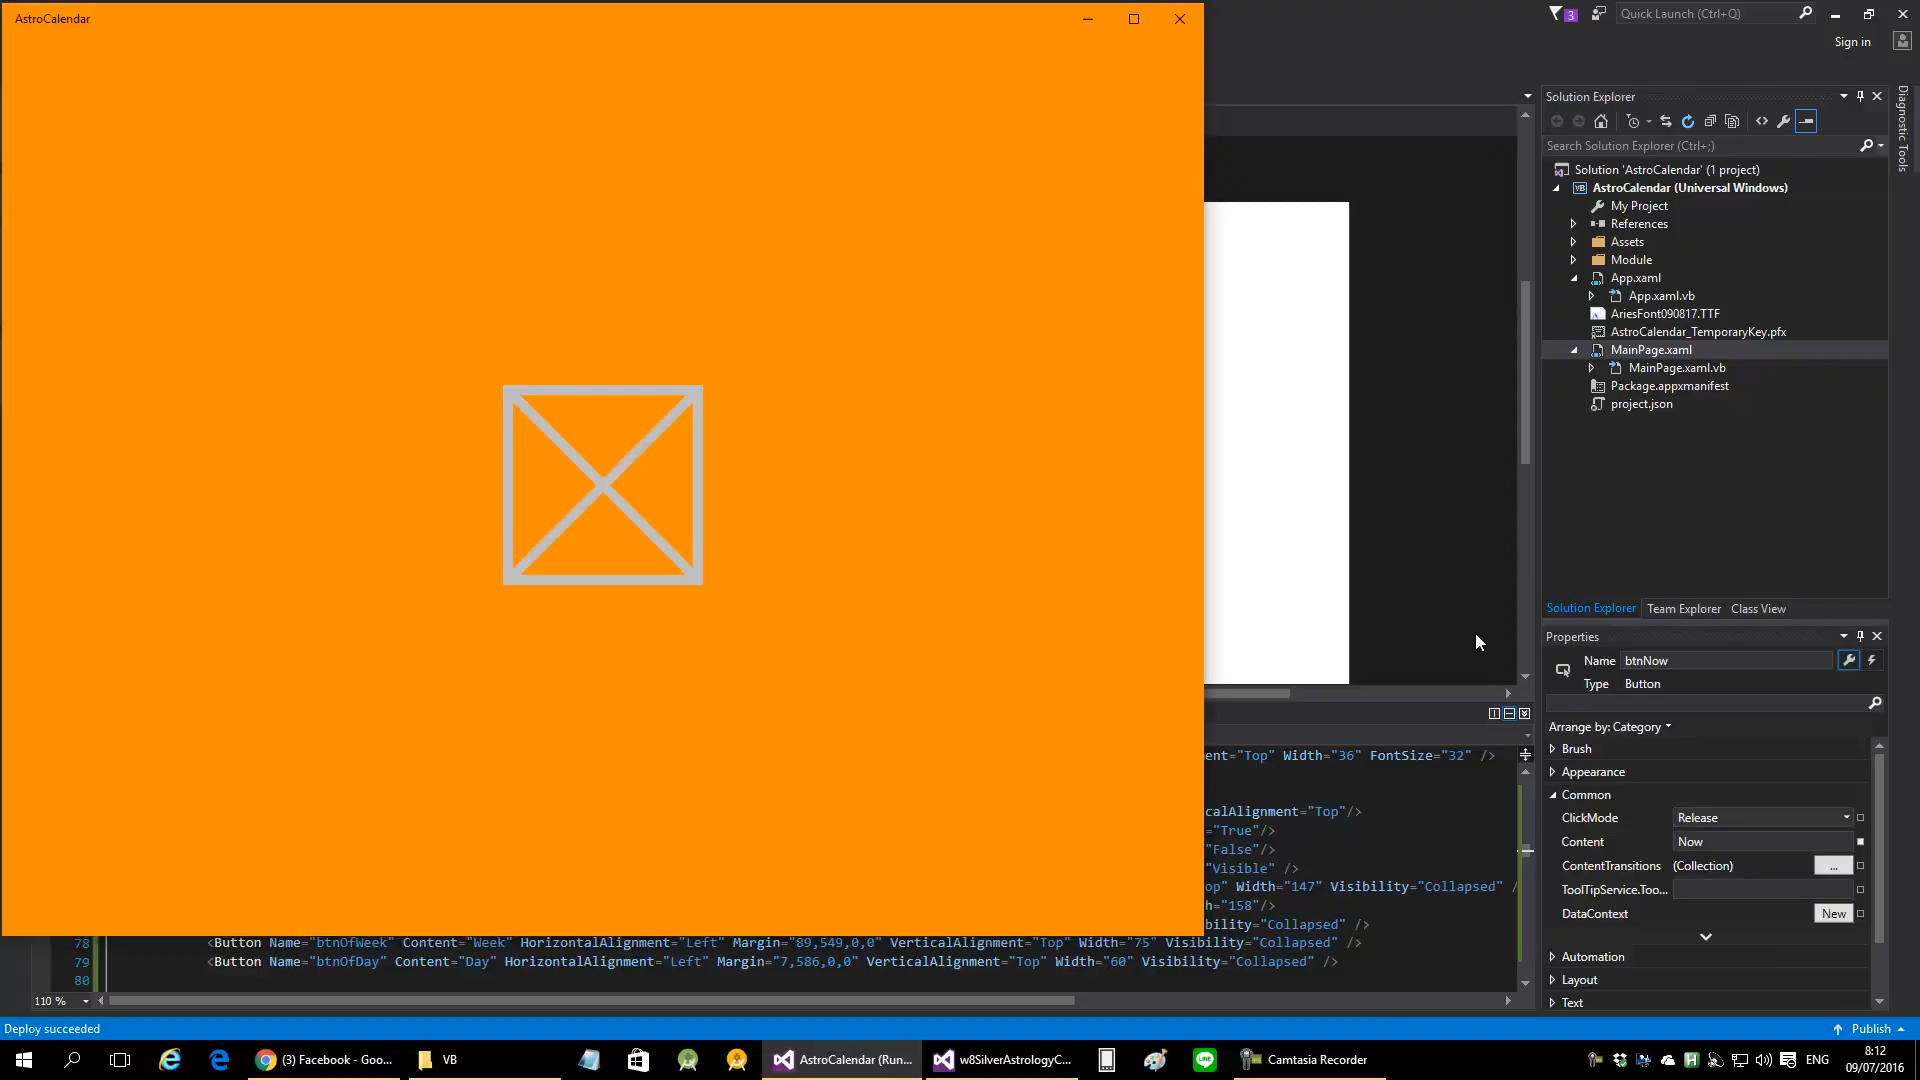 AstroCalendar
3
Quick Launch (Ctrl+Q)
Sign in
Diagnostic Tools
Solution Explorer
Search Solution Explorer (Ctrl+;)
Solution 'AstroCalendar' (1 project)
VB AstroCalendar (Universal Windows)
My Project
References
Assets
Module
App.xaml
App.xaml.vb
AriesFont090817.TTF
AstroCalendar_TemporaryKey.pfx
MainPage.xaml
MainPage.xaml.vb
Package.appxmanifest
project.json
Solution Explorer Team Explorer Class View
Properties
Name btnNow
Type Button
Arrange by: Category
Brush
Appearance
Common
ClickMode Release
Content Now
ContentTransitions (Collection) ...
ToolTipService.Too...
DataContext New
Automation
Layout
Text
ent="Top" Width="36" FontSize="32" />
calAlignment="Top"/>
="True"/>
"False"/>
"Visible" />
op" Width="147" Visibility="Collapsed" /
h="158"/>
bility="Collapsed" />
78 <Button Name="btnOfWeek" Content="Week" HorizontalAlignment="Left" Margin="89,549,0,0" VerticalAlignment="Top" Width="75" Visibility="Collapsed" />
79 <Button Name="btnOfDay" Content="Day" HorizontalAlignment="Left" Margin="7,586,0,0" VerticalAlignment="Top" Width="60" Visibility="Collapsed" />
80
110 %
Deploy succeeded
Publish
(3) Facebook - Goo...
VB
AstroCalendar (Run...
w8SilverAstrologyC...
LINE
Camtasia Recorder
ENG
8:12
09/07/2016